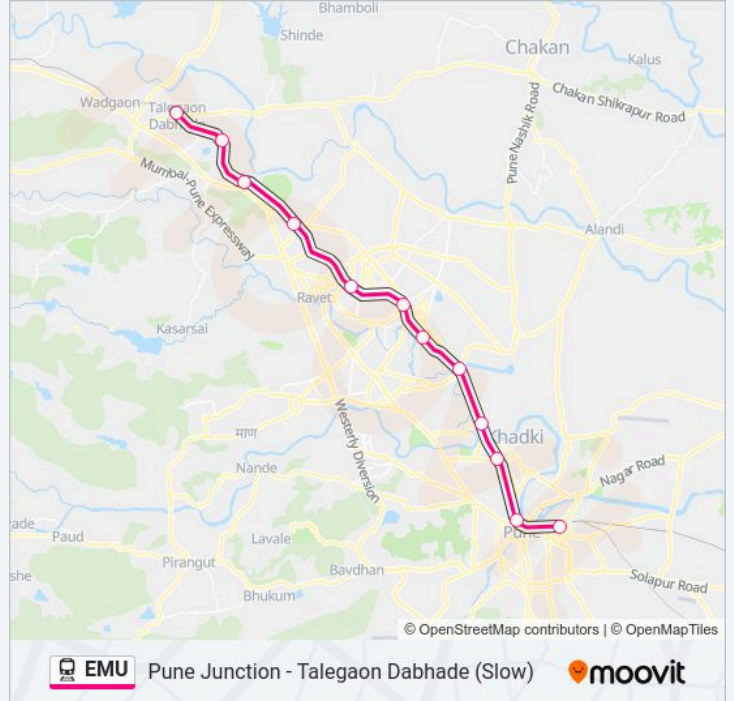 Bhamboli
Shinde
Chakan
Kalus
Wadgaon
Talegaon
Dabhade
Chakan Shikrapur Road
Pune Nashik Road
Mumbai-Pune Expressway
Alandi
Ravet
Kasarsai
Westerly Diversion
माण
Khadki
Nande
Nagar Road
rade
Paud
Lavale
Pune
she
Pirangut
Bavdhan
Bhukum
Solapur Road
© OpenStreetMap contributors | © OpenMapTiles
EMU Pune Junction - Talegaon Dabhade (Slow) moovit